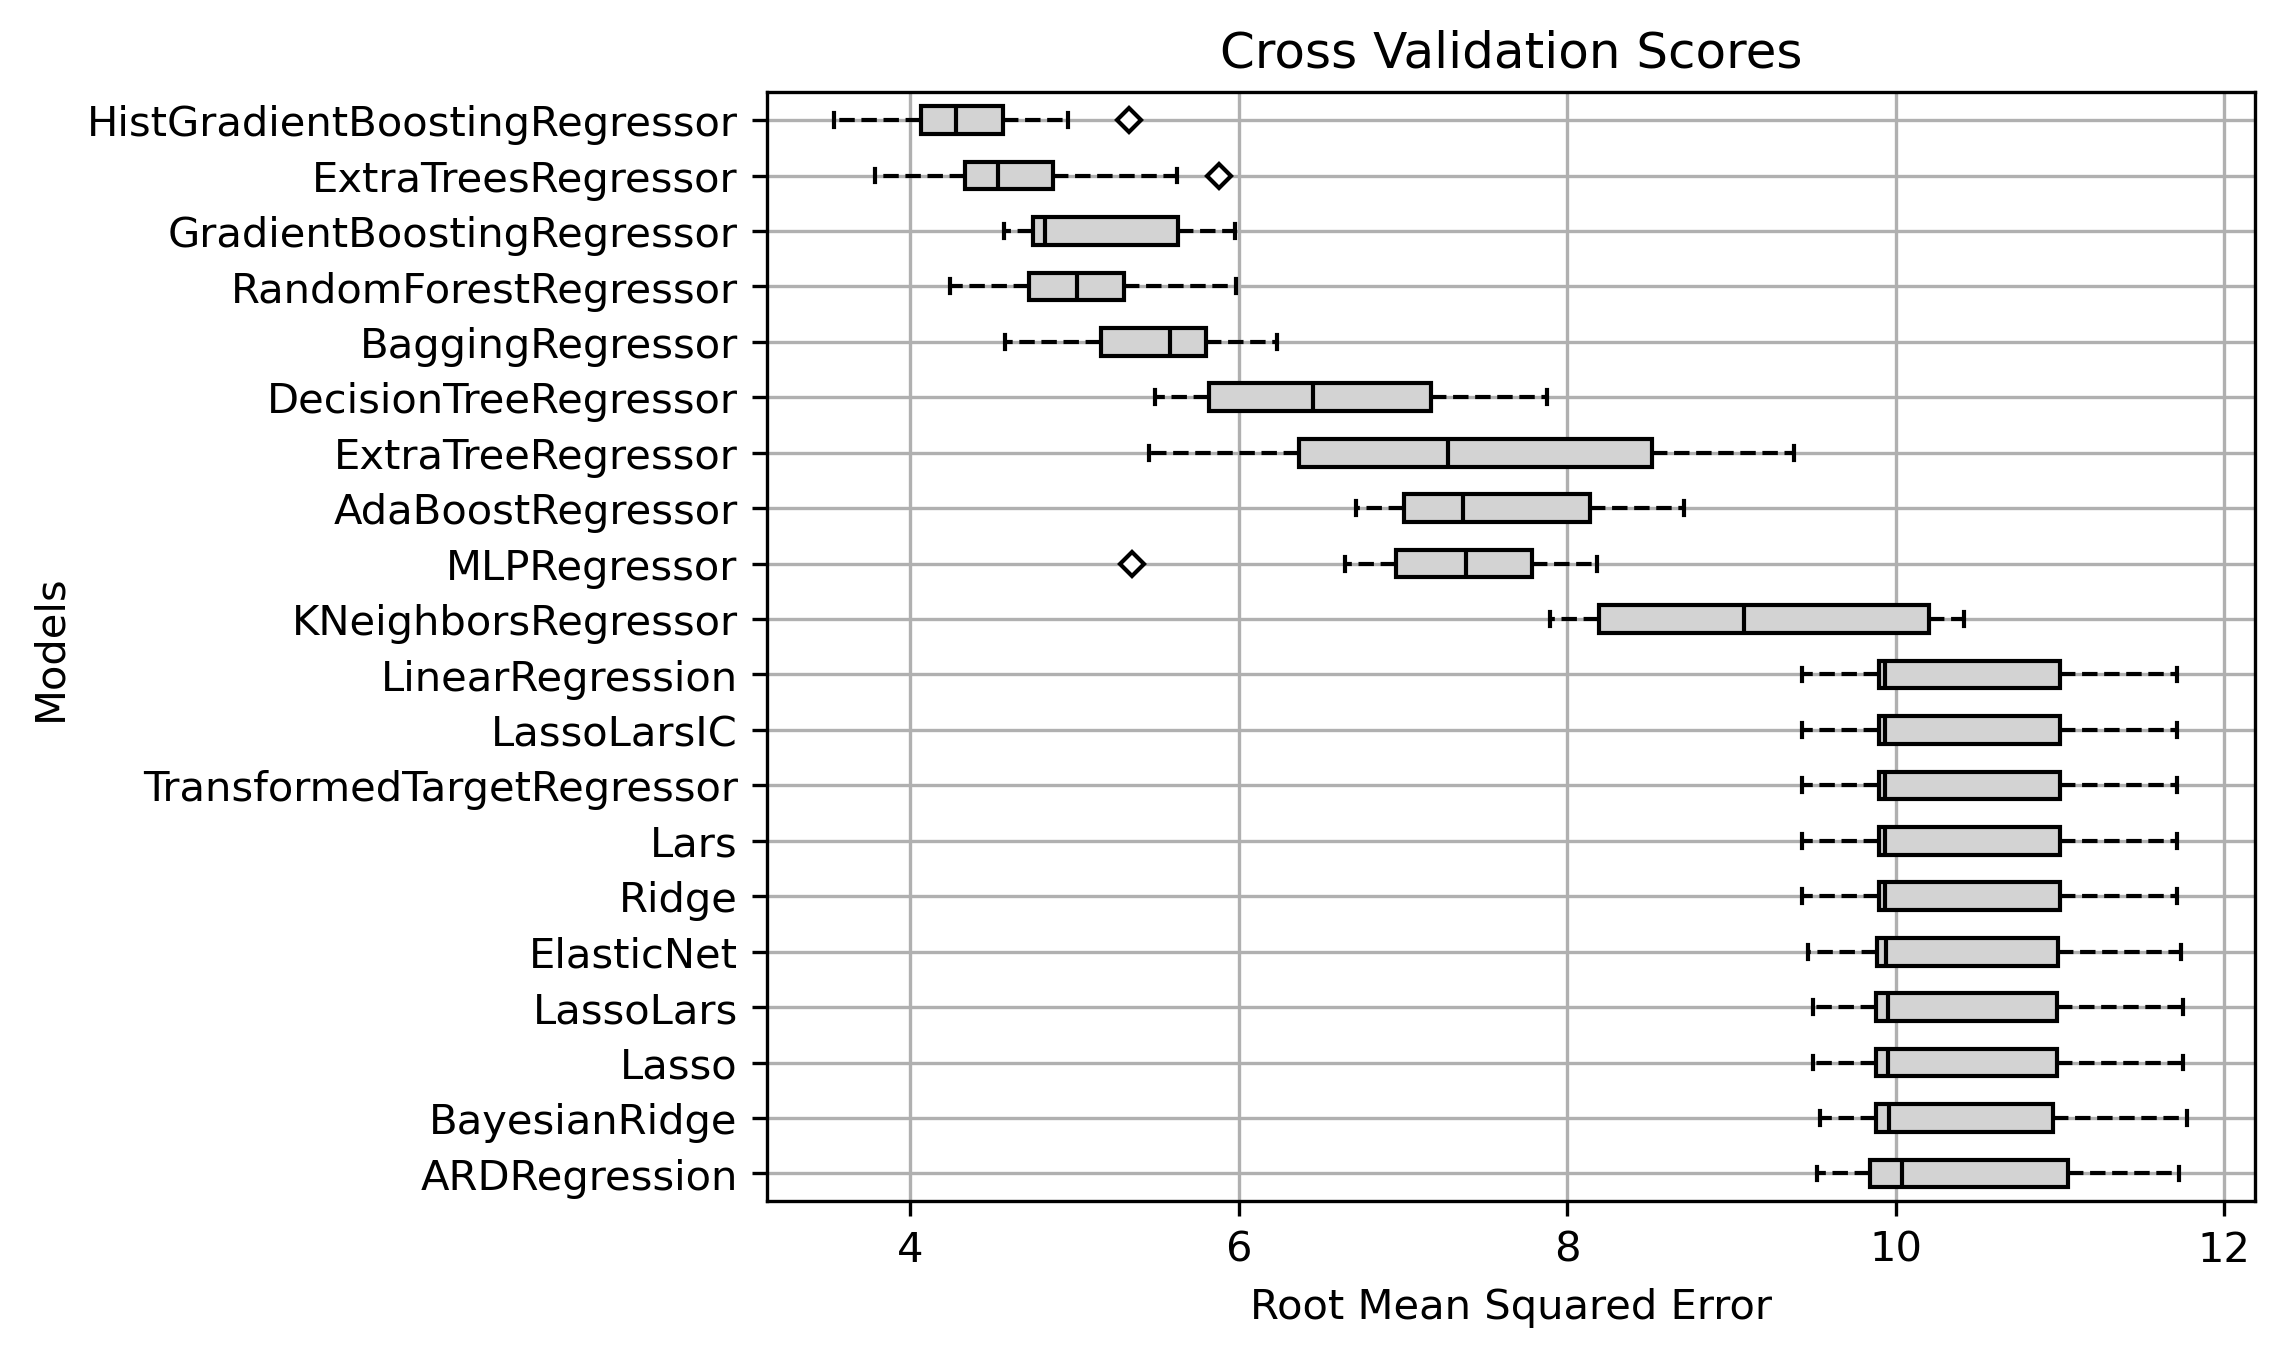 Cross Validation Scores
HistGradientBoostingRegressor
ExtraTreesRegressor
GradientBoostingRegressor
RandomForestRegressor
BaggingRegressor
DecisionTreeRegressor
ExtraTreeRegressor
AdaBoostRegressor
MLPRegressor
KNeighborsRegressor
LinearRegression
LassoLarsIC
TransformedTargetRegressor
Lars
Ridge
ElasticNet
LassoLars
Lasso
BayesianRidge
ARDRegression
Models
4 6 8 10 12
Root Mean Squared Error